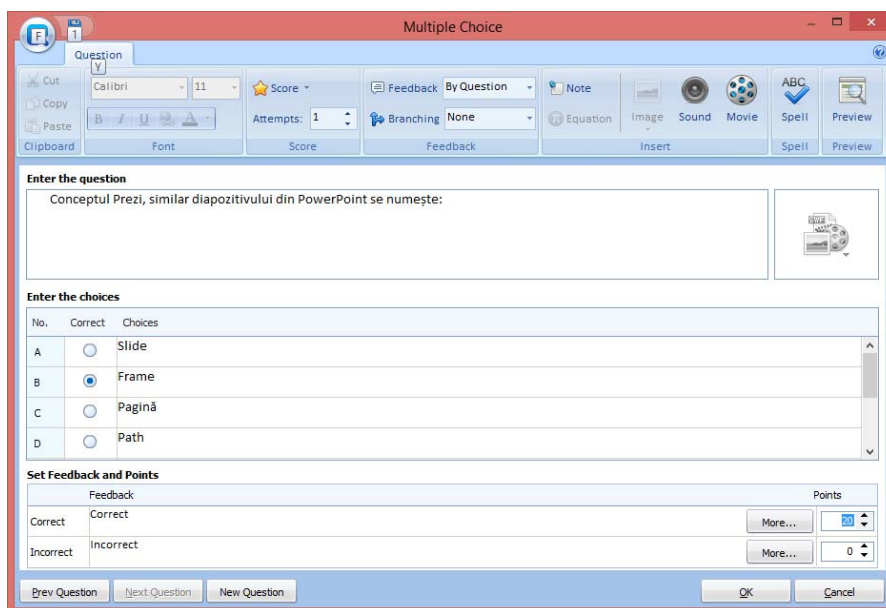 F
1
Multiple Choice
Question
Y
Cut
Copy
Paste
Clipboard
Calibri 11
B I U A
Font
Score
Attempts: 1
Score
Feedback By Question
Branching None
Feedback
Note
Equation
Image
Sound
Movie
Insert
ABC
Spell
Spell
Preview
Preview
Enter the question
Conceptul Prezi, similar diapozitivului din PowerPoint se numește:
Enter the choices
No. Correct Choices
A Slide
B Frame
C Pagină
D Path
Set Feedback and Points
Feedback Points
Correct Correct More... 20
Incorrect Incorrect More... 0
Prev Question Next Question New Question OK Cancel